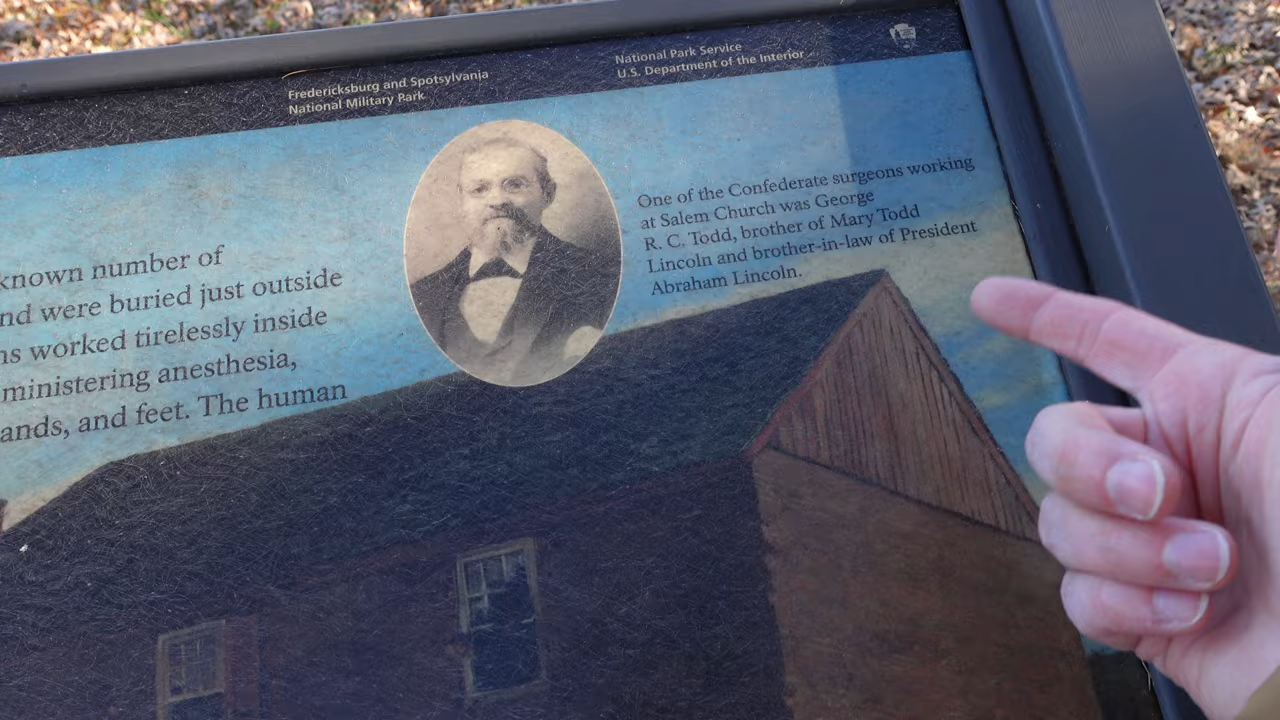 Fredericksburg and Spotsylvania
National Military Park
National Park Service
U.S. Department of the Interior
known number of
nd were buried just outside
ns worked tirelessly inside
ministering anesthesia,
ands, and feet. The human
One of the Confederate surgeons working
at Salem Church was George
R. C. Todd, brother of Mary Todd
Lincoln and brother-in-law of President
Abraham Lincoln.